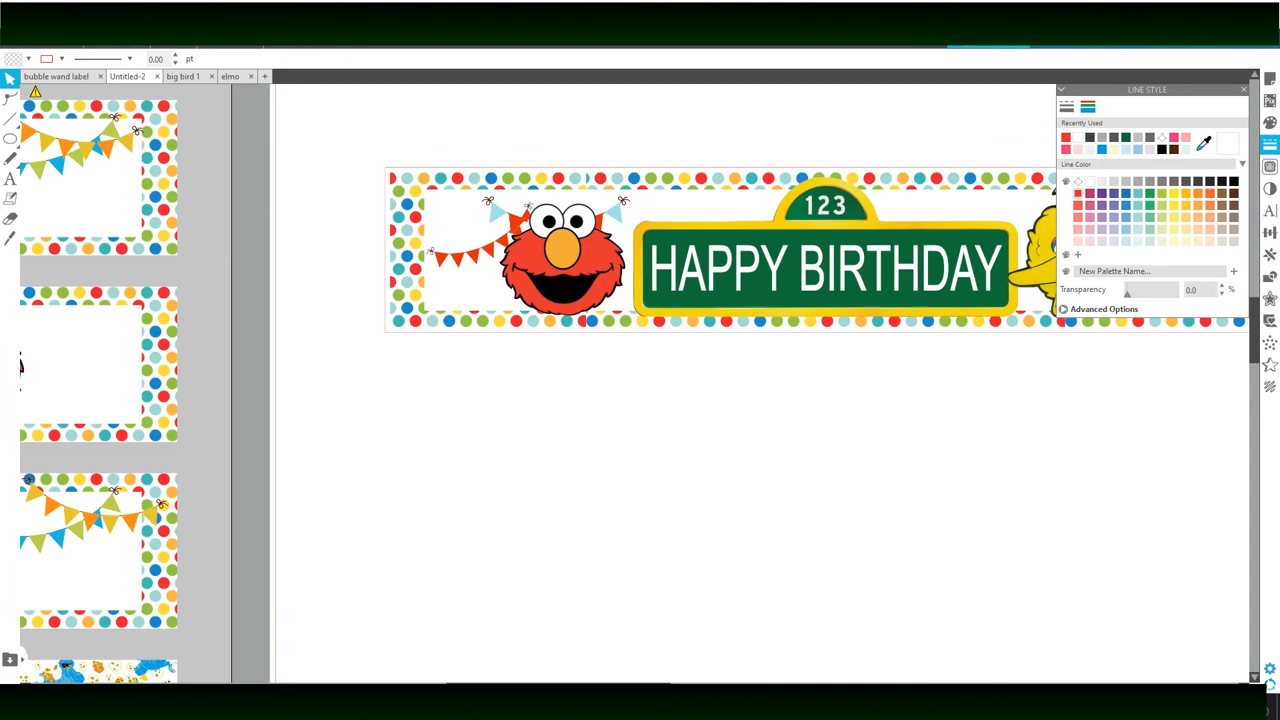 0.00 pt
bubble wand label × Untitled-2 × big bird 1 × elmo × +
LINE STYLE
Recently Used
Line Color
New Palette Name...
Transparency 0.0 %
Advanced Options
123
HAPPY BIRTHDAY